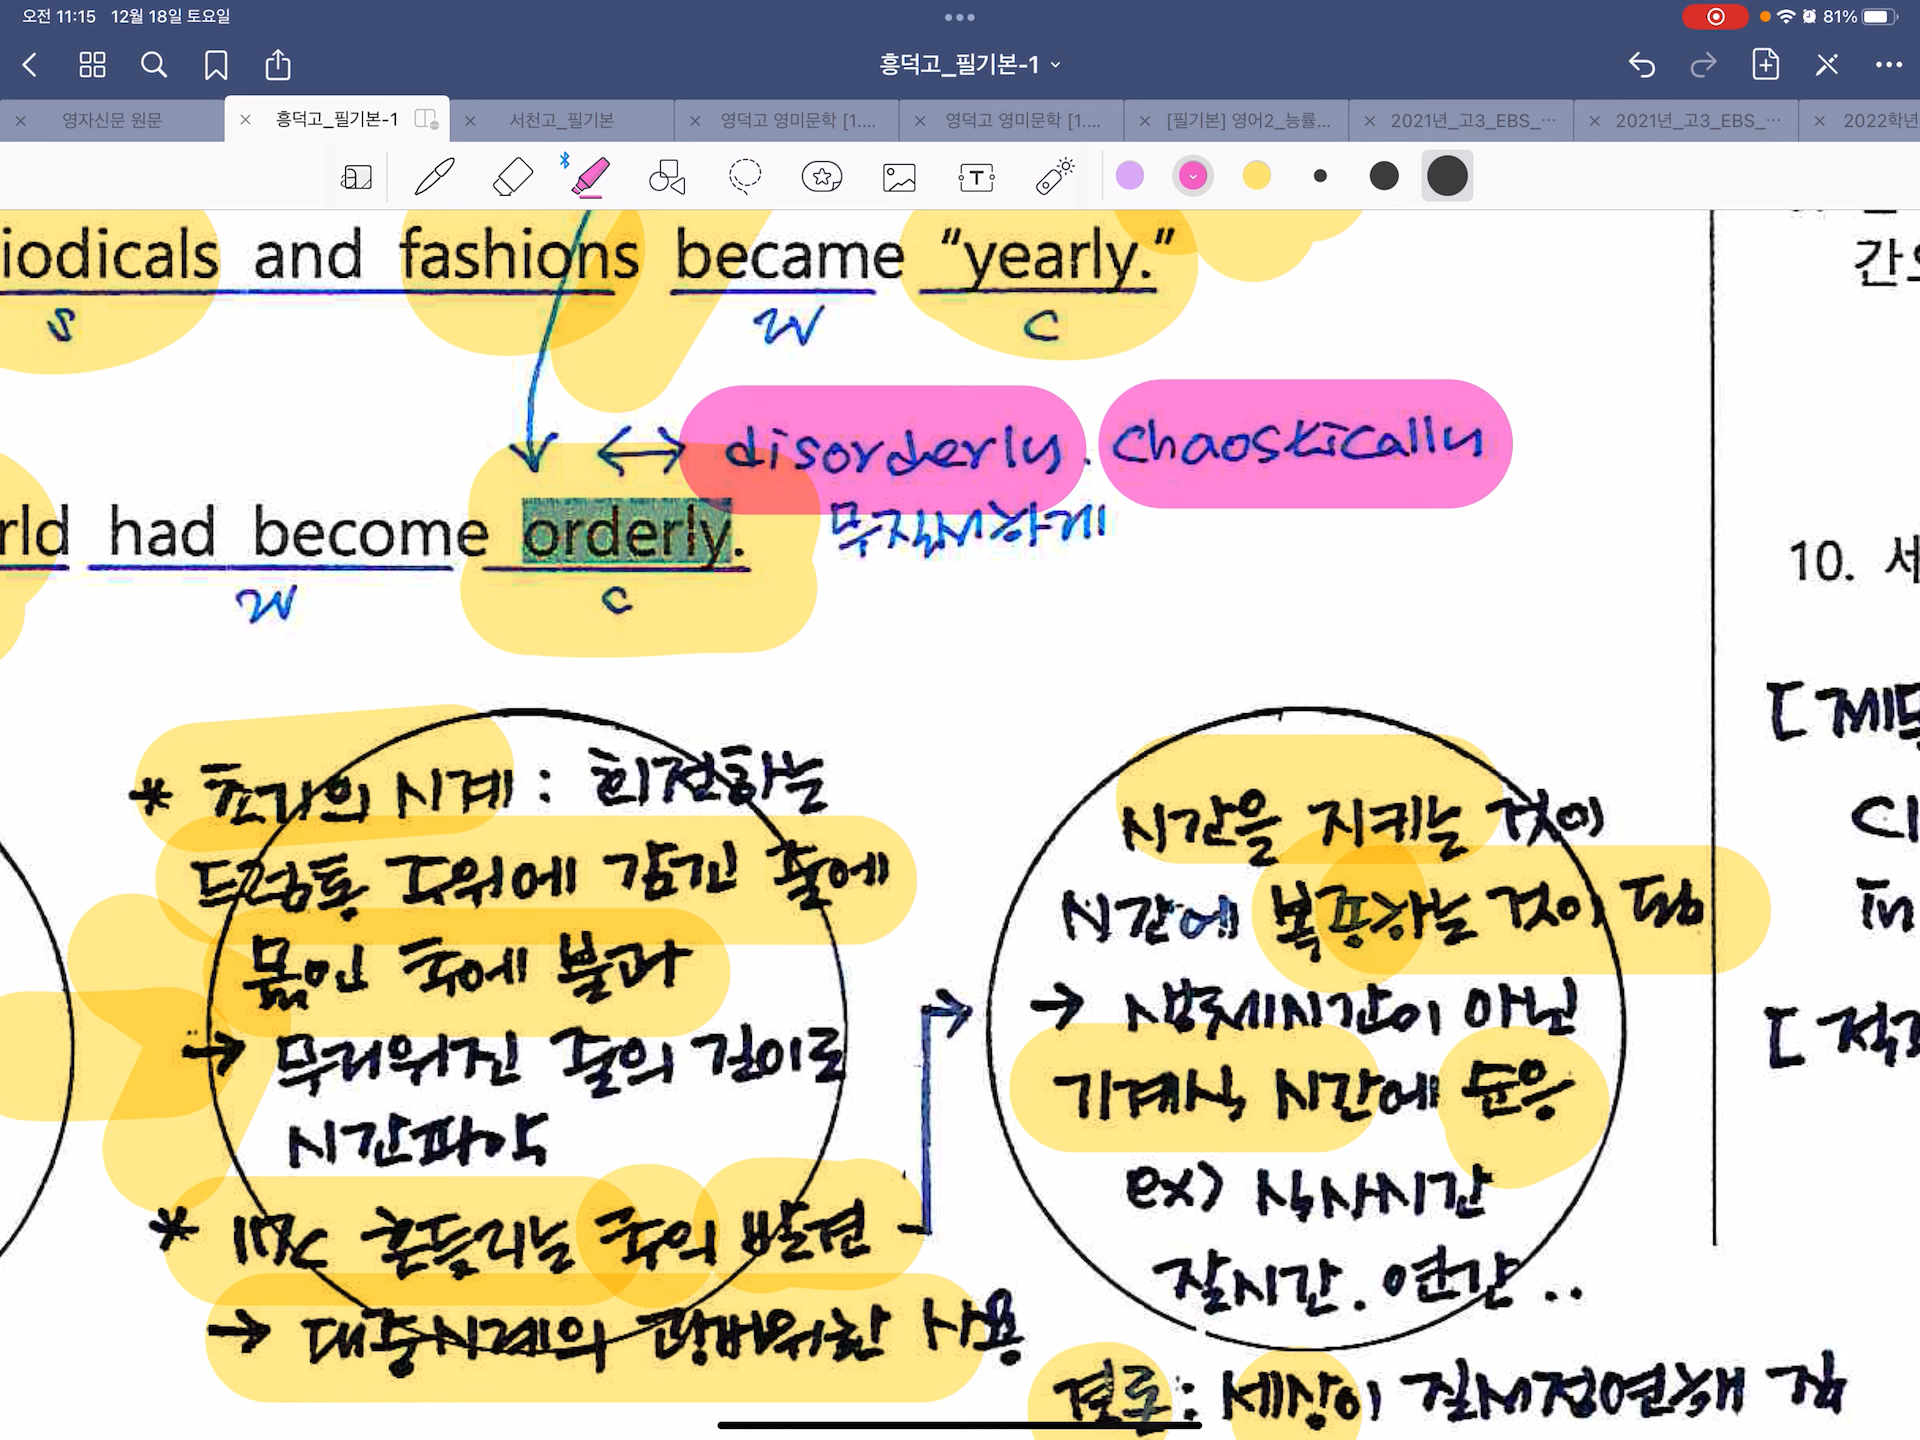 오전 11:15 12월 18일 토요일
81%
흥덕고_필기본-1
영자신문 원문
흥덕고_필기본-1
서천고_필기본
영덕고 영미문학 [1....
영덕고 영미문학 [1....
[필기본] 영어2_능률...
2021년_고3_EBS_...
2021년_고3_EBS_...
2022학년
iodicals and fashions became “yearly.”
S
W
C
↔ disorderly. Chaostically
무질서하게
rld had become orderly.
W
C
* 초기의 시계 : 회전하는
드럼통 주위에 감긴 줄에
묶인 추에 불과
→ 무거워진 줄의 길이로
시간파악
* 17C 흔들리는 추의 발견
→ 대중시계의 광범위한 사용
시간을 지키는 것이
시간에 복종하는 것이 됨
→ 생체시간이 아닌
기계식 시간에 순응
ex) 식사시간
잘시간. 연간..
결론 : 세상이 질서정연해 짐
간
10. 세
[
in
[